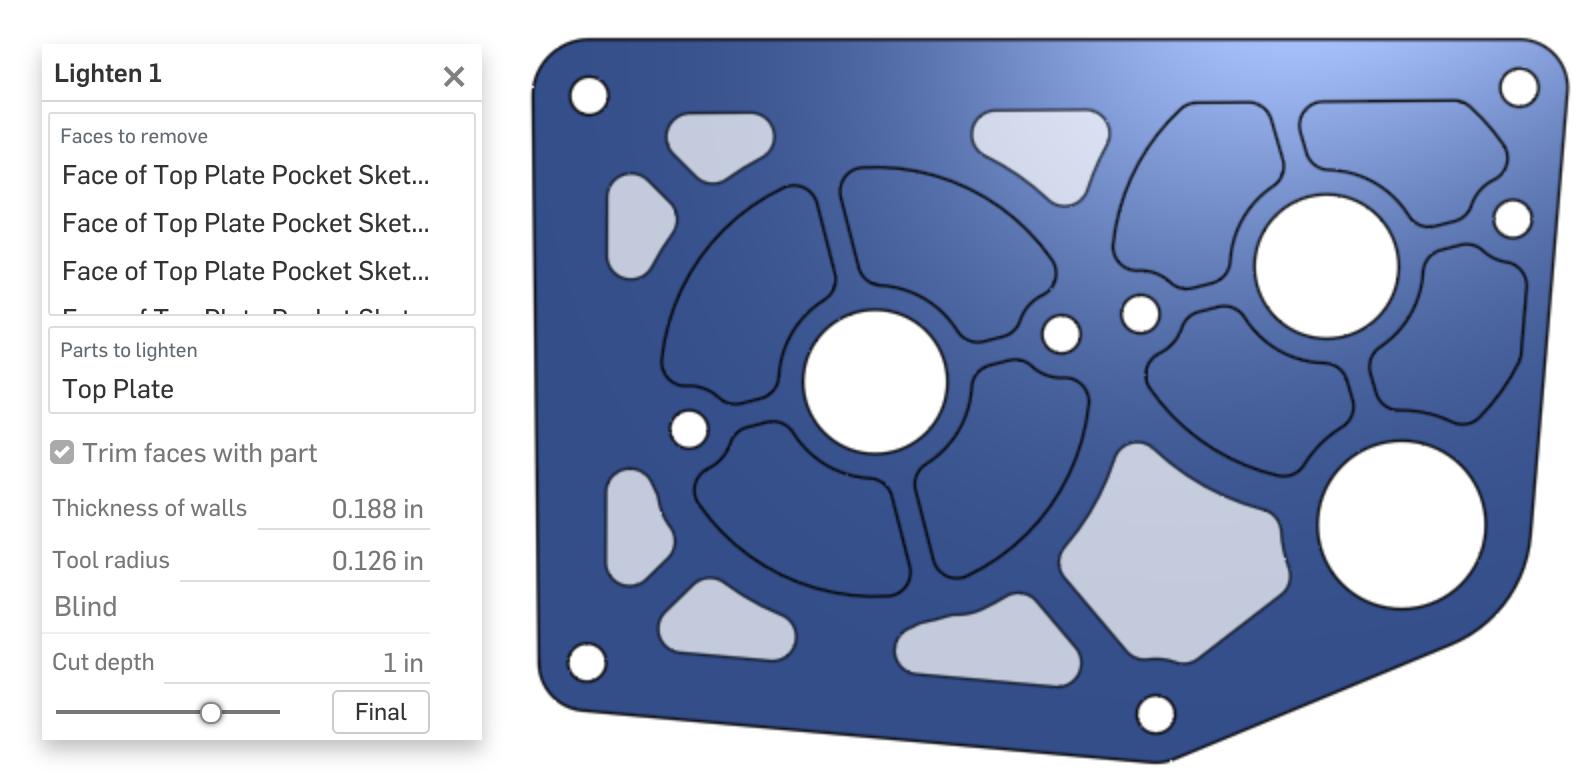 Lighten 1
Faces to remove
Face of Top Plate Pocket Sket...
Face of Top Plate Pocket Sket...
Face of Top Plate Pocket Sket...
Parts to lighten
Top Plate
Trim faces with part
Thickness of walls 0.188 in
Tool radius 0.126 in
Blind
Cut depth 1 in
Final